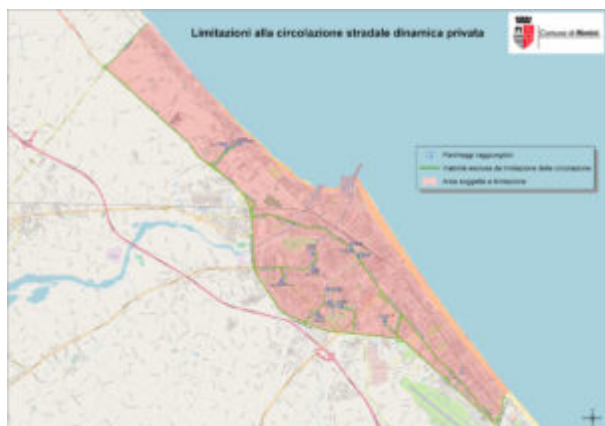 Limitazioni alla circolazione stradale dinamica privata
Comune di Rimini
Parcheggi raggiungibili
Viabilità esclusa da limitazione della circolazione
Area soggetta a limitazione